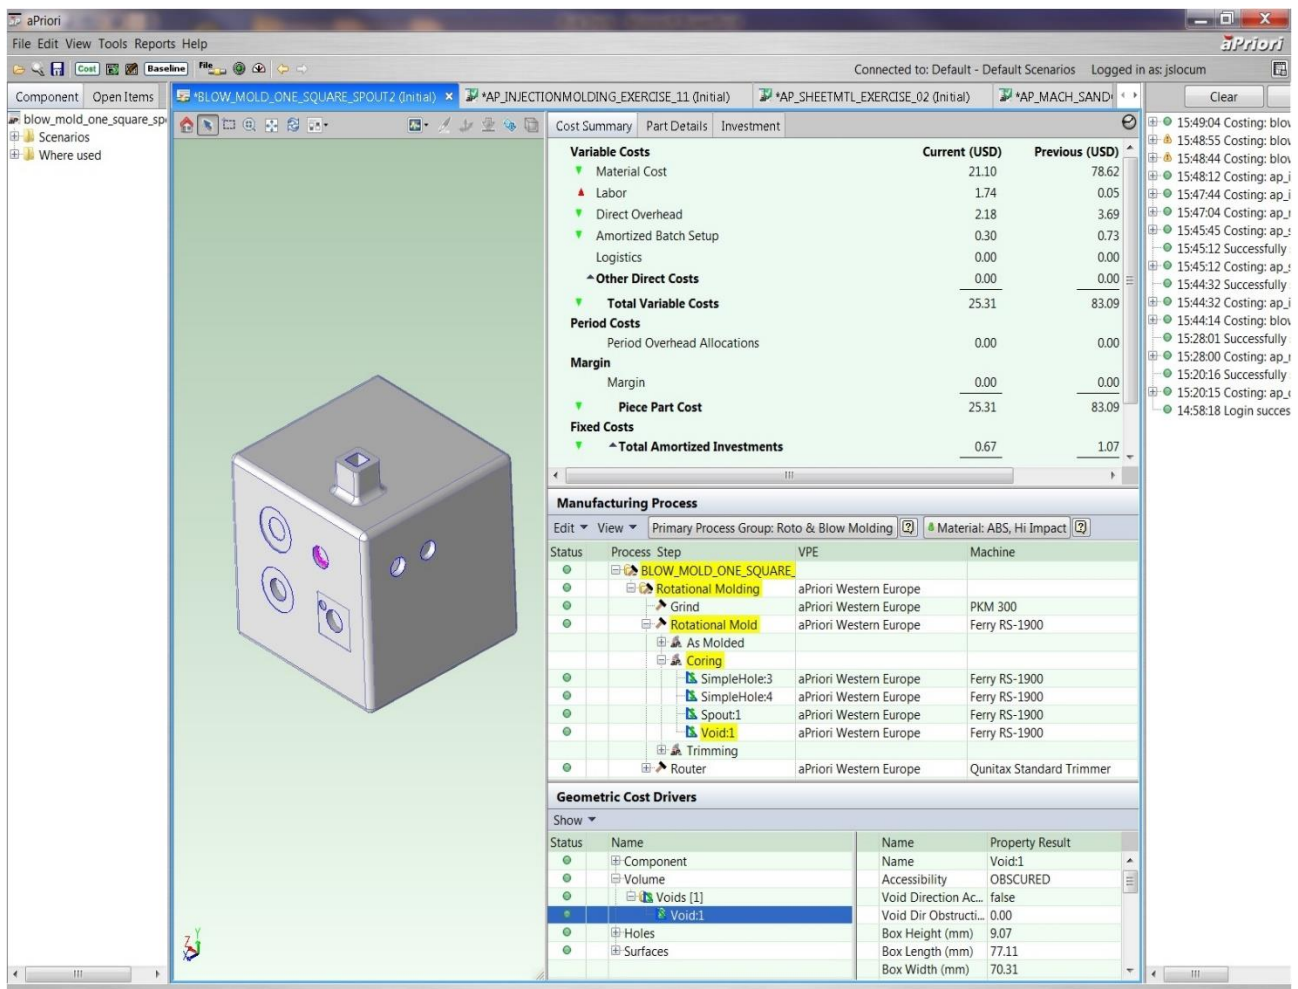 aPriori
File Edit View Tools Reports Help
aPriori
Cost Baseline File
Connected to: Default - Default Scenarios Logged in as: jslocum
Component Open Items
*BLOW_MOLD_ONE_SQUARE_SPOUT2 (Initial) × *AP_INJECTIONMOLDING_EXERCISE_11 (Initial) *AP_SHEETMTL_EXERCISE_02 (Initial) *AP_MACH_SAND
Clear
blow_mold_one_square_sp
Scenarios
Where used
Cost Summary Part Details Investment
Variable Costs Current (USD) Previous (USD)
Material Cost 21.10 78.62
Labor 1.74 0.05
Direct Overhead 2.18 3.69
Amortized Batch Setup 0.30 0.73
Logistics 0.00 0.00
Other Direct Costs 0.00 0.00
Total Variable Costs 25.31 83.09
Period Costs
Period Overhead Allocations 0.00 0.00
Margin
Margin 0.00 0.00
Piece Part Cost 25.31 83.09
Fixed Costs
Total Amortized Investments 0.67 1.07
Manufacturing Process
Edit View Primary Process Group: Roto & Blow Molding Material: ABS, Hi Impact
Status Process Step VPE Machine
BLOW_MOLD_ONE_SQUARE_
Rotational Molding aPriori Western Europe
Grind aPriori Western Europe PKM 300
Rotational Mold aPriori Western Europe Ferry RS-1900
As Molded
Coring
SimpleHole:3 aPriori Western Europe Ferry RS-1900
SimpleHole:4 aPriori Western Europe Ferry RS-1900
Spout:1 aPriori Western Europe Ferry RS-1900
Void:1 aPriori Western Europe Ferry RS-1900
Trimming
Router aPriori Western Europe Qunitax Standard Trimmer
Geometric Cost Drivers
Show
Status Name Name Property Result
Component Name Void:1
Volume Accessibility OBSCURED
Voids [1] Void Direction Ac... false
Void:1 Void Dir Obstructi... 0.00
Holes Box Height (mm) 9.07
Surfaces Box Length (mm) 77.11
Box Width (mm) 70.31
15:49:04 Costing: blov
15:48:55 Costing: blov
15:48:44 Costing: blov
15:48:12 Costing: ap_i
15:47:44 Costing: ap_i
15:47:04 Costing: ap_r
15:45:45 Costing: ap_s
15:45:12 Successfully
15:45:12 Costing: ap_s
15:44:32 Successfully
15:44:32 Costing: ap_i
15:44:14 Costing: blov
15:28:01 Successfully
15:28:00 Costing: ap_r
15:20:16 Successfully
15:20:15 Costing: ap_c
14:58:18 Login succes
Z Y X